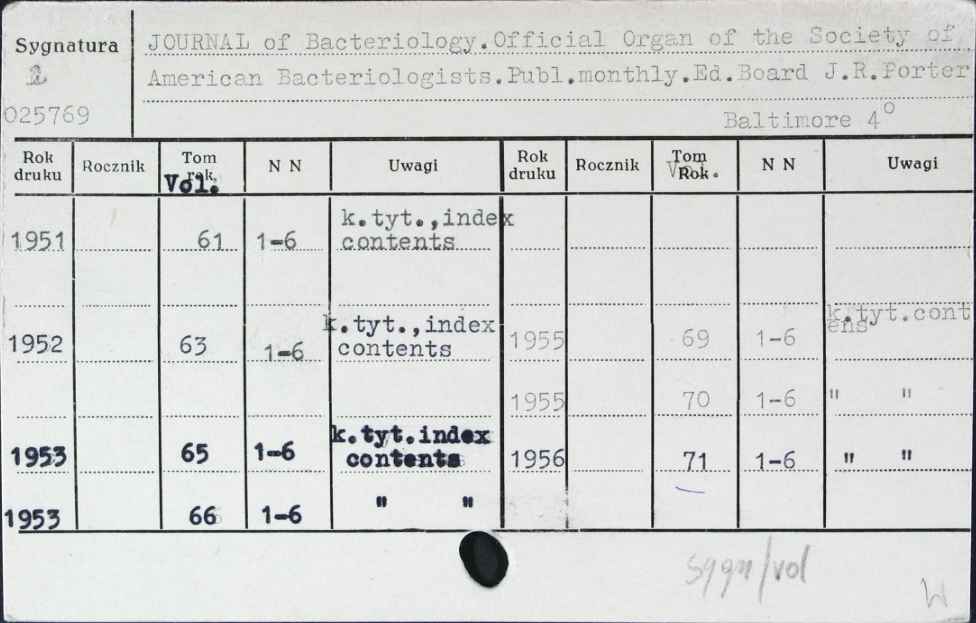 Sygnatura
2
025769
JOURNAL of Bacteriology.Official Organ of the Society of
American Bacteriologists.Publ.monthly.Ed.Board J.R.Porter
Baltimore 4°
Rok druku Rocznik Tom rok. Vol. N N Uwagi Rok druku Rocznik Tom Rok. N N Uwagi
1951 61 1-6 k.tyt.,index
contents
1952 63 1-6 k.tyt.,index
contents
1953 65 1-6 k.tyt.index
contents
1953 66 1-6 " "
1955 69 1-6 k.tyt.cont
ens
1955 70 1-6 " "
1956 71 1-6 " "
sygn/vol
W